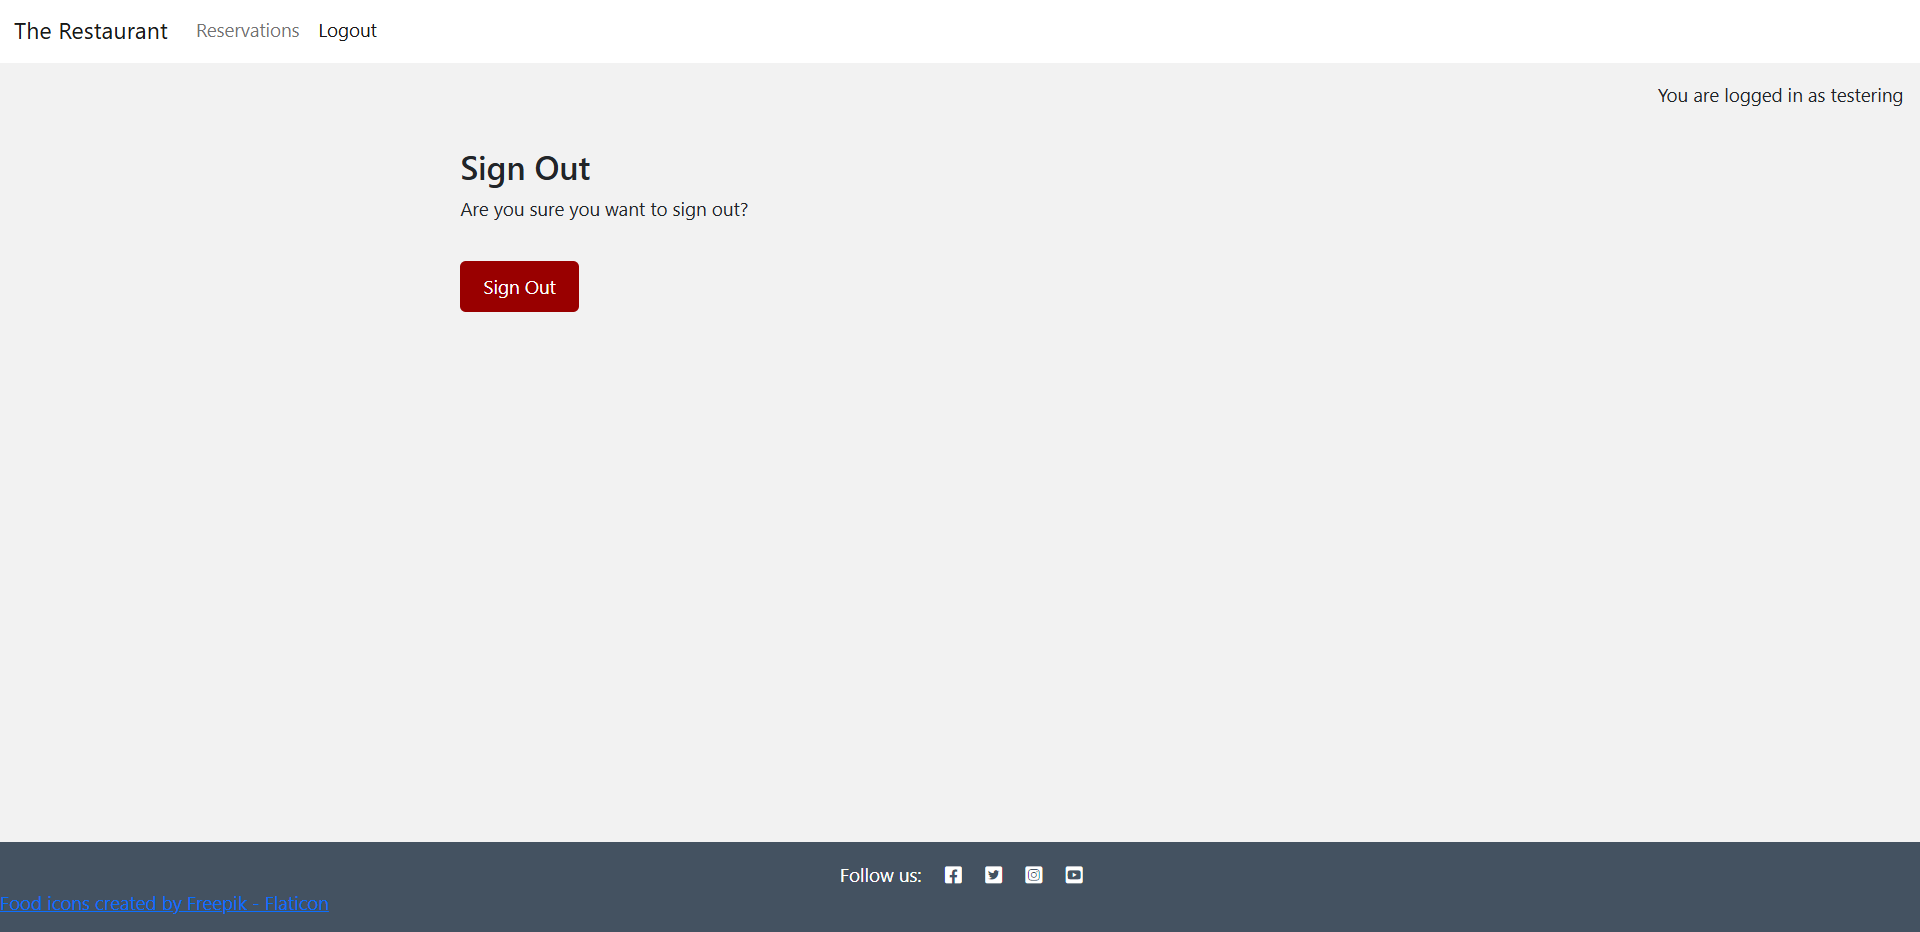 The Restaurant Reservations Logout
You are logged in as testering
Sign Out
Are you sure you want to sign out?
Sign Out
Follow us:
Food icons created by Freepik - Flaticon